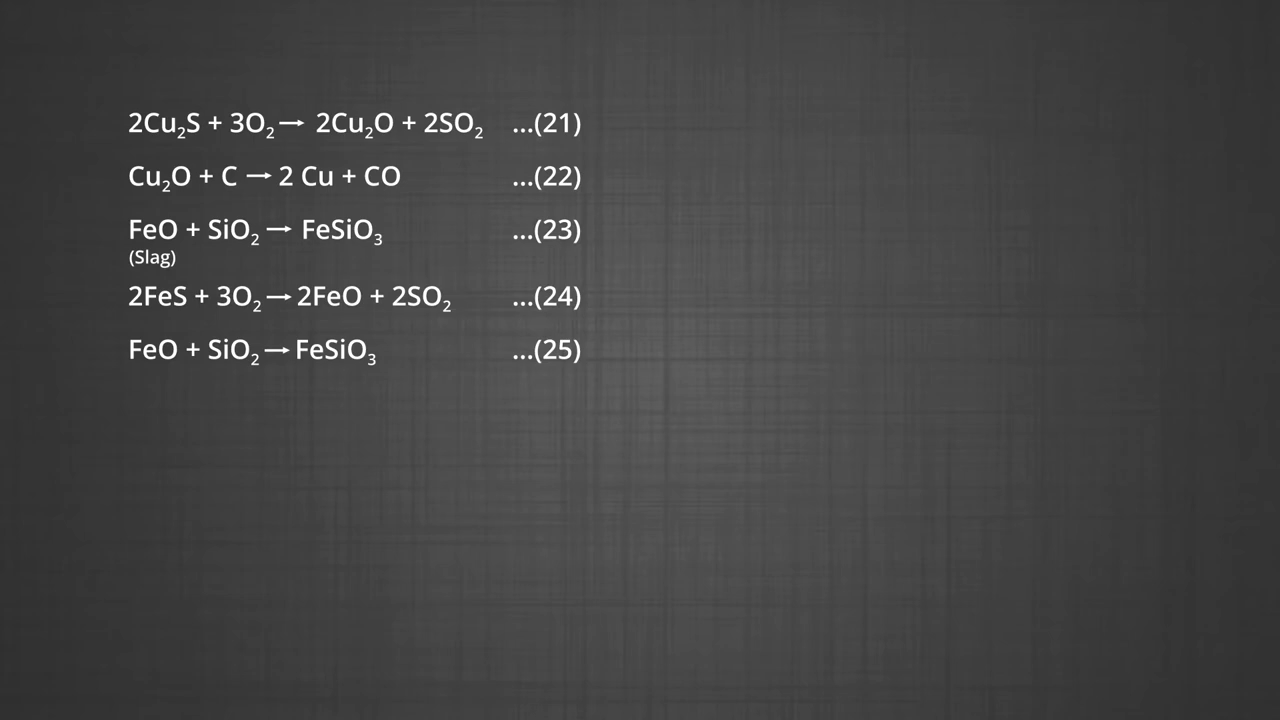 2Cu₂S + 3O₂ → 2Cu₂O + 2SO₂ ...(21)
Cu₂O + C → 2 Cu + CO ...(22)
FeO + SiO₂ → FeSiO₃ ...(23)
(Slag)
2FeS + 3O₂ → 2FeO + 2SO₂ ...(24)
FeO + SiO₂ → FeSiO₃ ...(25)